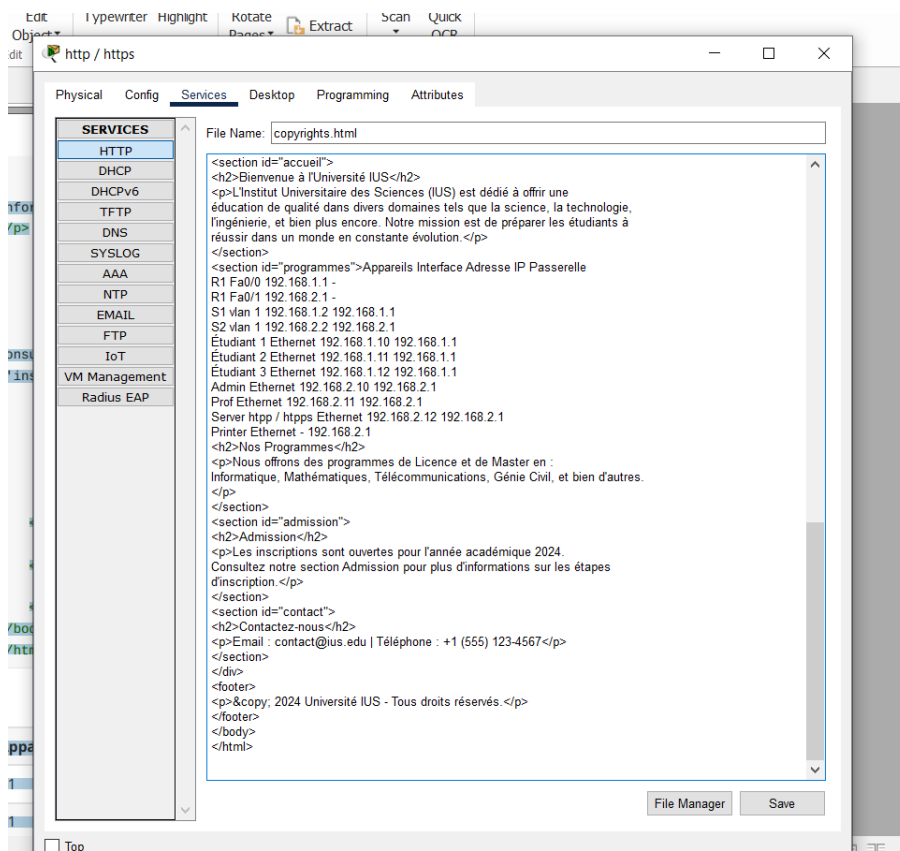 Edit Typewriter Highlight Rotate Scan Quick
Object Pages Extract OCR
http / https
Physical Config Services Desktop Programming Attributes
SERVICES
HTTP
DHCP
DHCPv6
TFTP
DNS
SYSLOG
AAA
NTP
EMAIL
FTP
IoT
VM Management
Radius EAP
File Name: copyrights.html
<section id="accueil">
<h2>Bienvenue à l'Université IUS</h2>
<p>L'Institut Universitaire des Sciences (IUS) est dédié à offrir une
éducation de qualité dans divers domaines tels que la science, la technologie,
l'ingénierie, et bien plus encore. Notre mission est de préparer les étudiants à
réussir dans un monde en constante évolution.</p>
</section>
<section id="programmes">Appareils Interface Adresse IP Passerelle
R1 Fa0/0 192.168.1.1 -
R1 Fa0/1 192.168.2.1 -
S1 vlan 1 192.168.1.2 192.168.1.1
S2 vlan 1 192.168.2.2 192.168.2.1
Étudiant 1 Ethernet 192.168.1.10 192.168.1.1
Étudiant 2 Ethernet 192.168.1.11 192.168.1.1
Étudiant 3 Ethernet 192.168.1.12 192.168.1.1
Admin Ethernet 192.168.2.10 192.168.2.1
Prof Ethernet 192.168.2.11 192.168.2.1
Server htpp / htpps Ethernet 192.168.2.12 192.168.2.1
Printer Ethernet - 192.168.2.1
<h2>Nos Programmes</h2>
<p>Nous offrons des programmes de Licence et de Master en :
Informatique, Mathématiques, Télécommunications, Génie Civil, et bien d'autres.
</p>
</section>
<section id="admission">
<h2>Admission</h2>
<p>Les inscriptions sont ouvertes pour l'année académique 2024.
Consultez notre section Admission pour plus d'informations sur les étapes
d'inscription.</p>
</section>
<section id="contact">
<h2>Contactez-nous</h2>
<p>Email : contact@ius.edu | Téléphone : +1 (555) 123-4567</p>
</section>
</div>
<footer>
<p>&copy; 2024 Université IUS - Tous droits réservés.</p>
</footer>
</body>
</html>
File Manager Save
Top